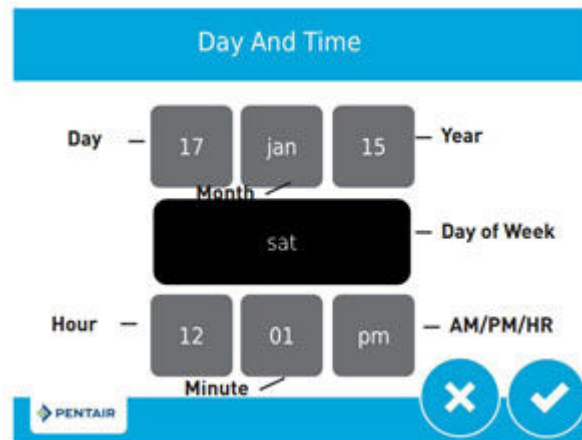 Day And Time
Day 17 jan 15 Year
Month
sat Day of Week
Hour 12 01 pm AM/PM/HR
Minute
PENTAIR